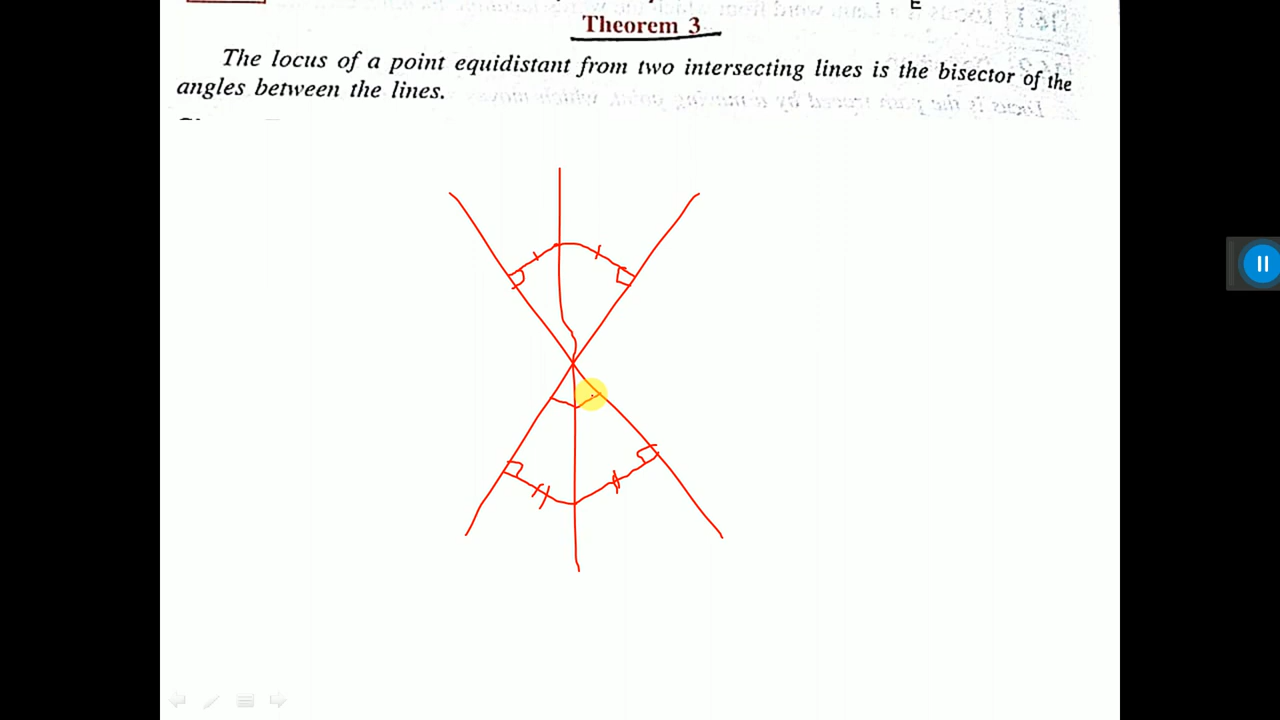 E
Theorem 3
The locus of a point equidistant from two intersecting lines is the bisector of the
angles between the lines.